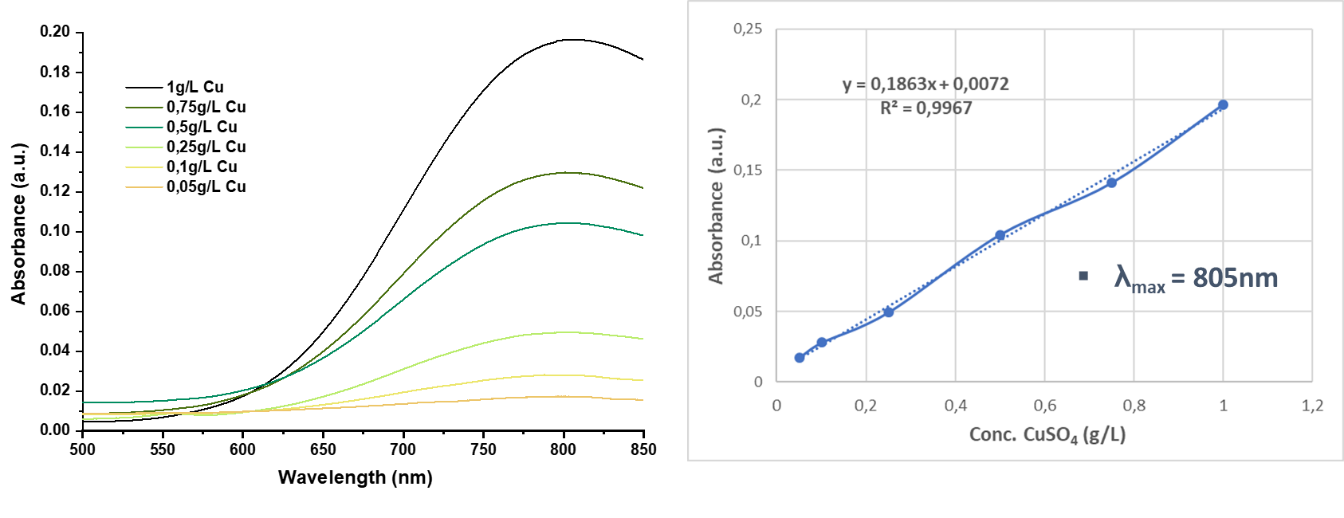 0.20
0.18
0.16
0.14
0.12
0.10
0.08
0.06
0.04
0.02
0.00
Absorbance (a.u.)
1g/L Cu
0,75g/L Cu
0,5g/L Cu
0,25g/L Cu
0,1g/L Cu
0,05g/L Cu
500 550 600 650 700 750 800 850
Wavelength (nm)
0,25
0,2
0,15
0,1
0,05
0
Absorbance (a.u.)
y = 0,1863x + 0,0072
R² = 0,9967
▪ λmax = 805nm
0 0,2 0,4 0,6 0,8 1 1,2
Conc. CuSO₄ (g/L)